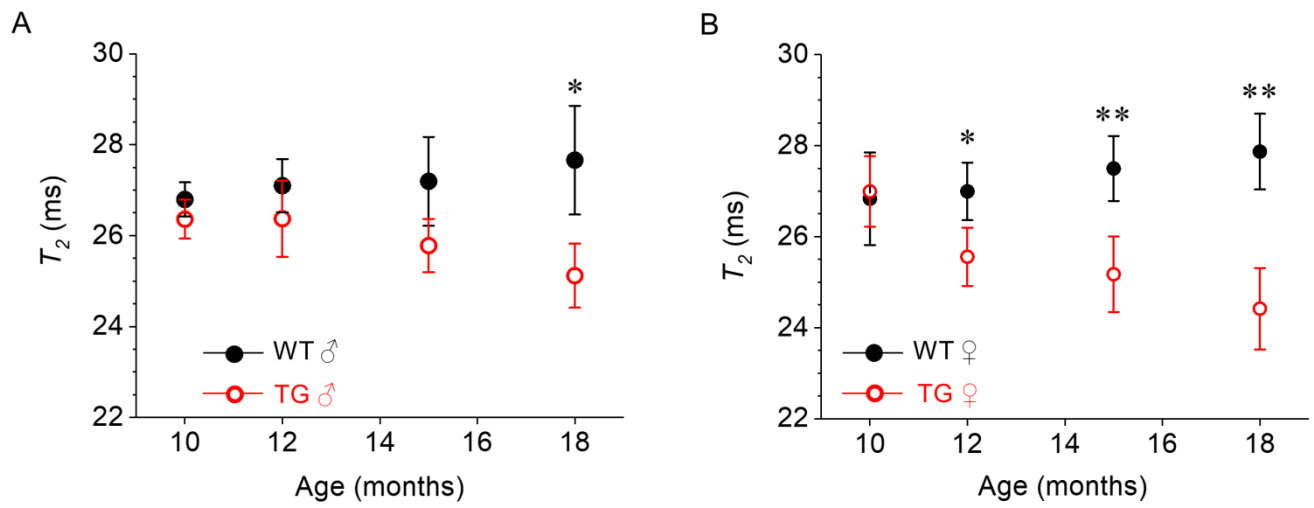 A
30
28
26
24
22
T2 (ms)
*
WT ♂
TG ♂
10 12 14 16 18
Age (months)
B
30
28
26
24
22
T2 (ms)
* ** **
WT ♀
TG ♀
10 12 14 16 18
Age (months)